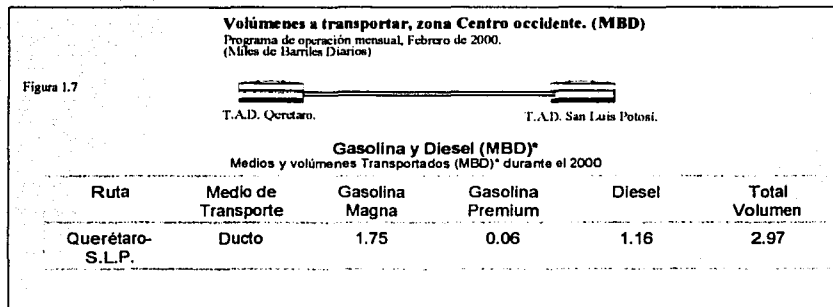 Volúmenes a transportar, zona Centro occidente. (MBD)
Programa de operación mensual, Febrero de 2000.
(Miles de Barriles Diarios)
Figura 1.7
T.A.D. Qeretaro. T.A.D. San Luis Potosí.
Gasolina y Diesel (MBD)*
Medios y volúmenes Transportados (MBD)* durante el 2000
Ruta Medio de Transporte Gasolina Magna Gasolina Premium Diesel Total Volumen
Querétaro-S.L.P. Ducto 1.75 0.06 1.16 2.97